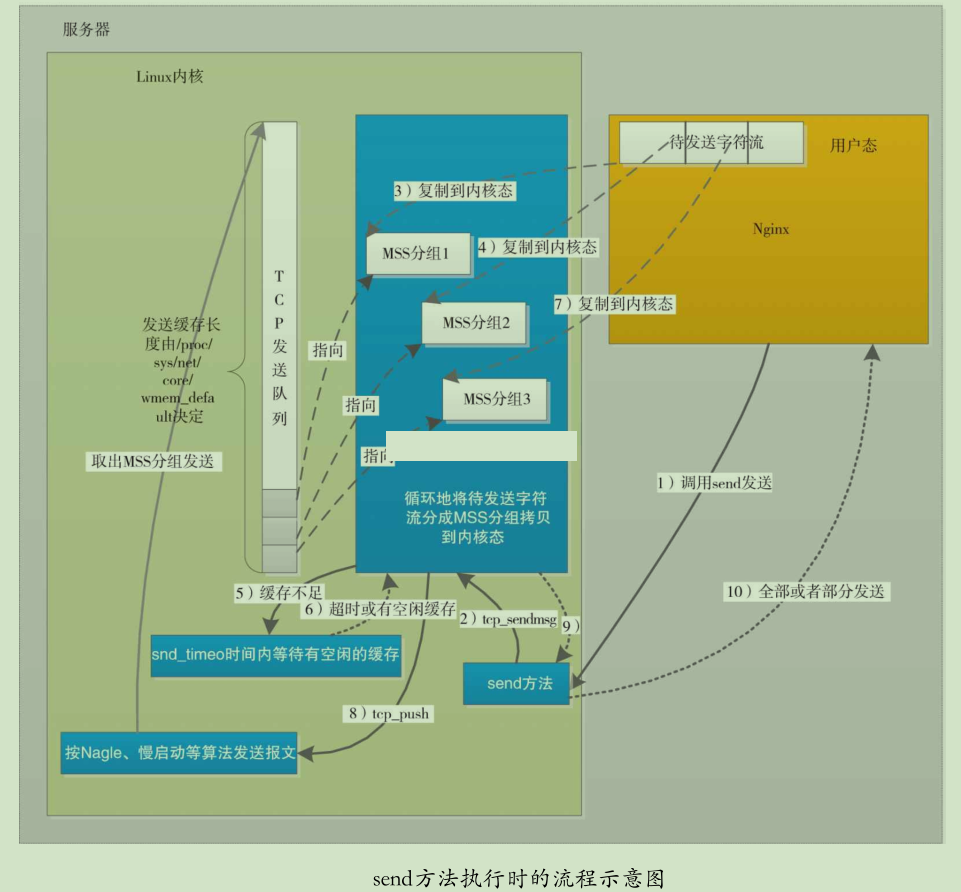 服务器
Linux内核
待发送字符流
用户态
Nginx
3）复制到内核态
MSS分组1
4）复制到内核态
T
C
P
发
送
队
列
7）复制到内核态
发送缓存长
度由/proc/
sys/net/
core/
wmem_defa
ult决定
MSS分组2
指向
MSS分组3
指向
指向
取出MSS分组发送
1）调用send发送
循环地将待发送字符
流分成MSS分组拷贝
到内核态
5）缓存不足
6）超时或有空闲缓存
2）tcp_sendmsg
9）
10）全部或者部分发送
snd_timeo时间内等待有空闲的缓存
send方法
8）tcp_push
按Nagle、慢启动等算法发送报文
send方法执行时的流程示意图